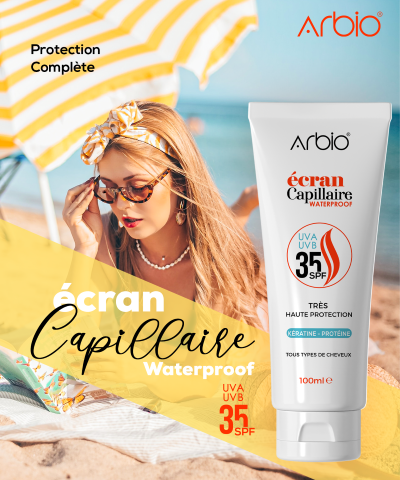 Arbio®
Protection
Complète
écran
Capillaire
Waterproof
UVA
UVB
35
SPF
Arbio®
écran
Capillaire
WATERPROOF
UVA
UVB
35
SPF
TRÈS
HAUTE PROTECTION
KÉRATINE - PROTÉINE
TOUS TYPES DE CHEVEUX
100ml e